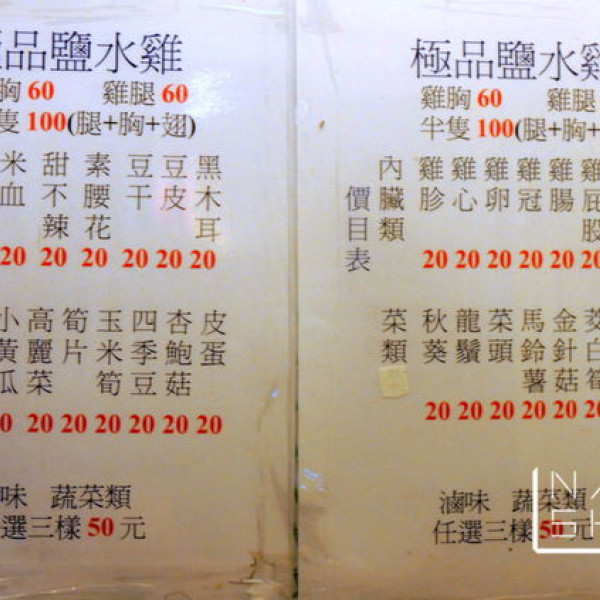 極品鹽水雞
胸 60 雞腿 60
隻 100(腿+胸+翅)
米血 甜不辣 素腰花 豆干 豆皮 黑木耳
20 20 20 20 20 20
小黃瓜 高麗菜 筍片 玉米筍 四季豆 杏鮑菇 皮蛋
0 20 20 20 20 20 20
味 蔬菜類
選三樣 50 元
極品鹽水雞
雞胸 60 雞腿
半隻 100(腿+胸+
價目表
內臟類 雞胗 雞心 雞卵 雞冠 雞腸 雞屁股
20 20 20 20 20 20
菜類 秋葵 龍鬚 菜頭 馬鈴薯 金針菇 茭白筍
20 20 20 20 20 20
滷味 蔬菜類
任選三樣 50 元